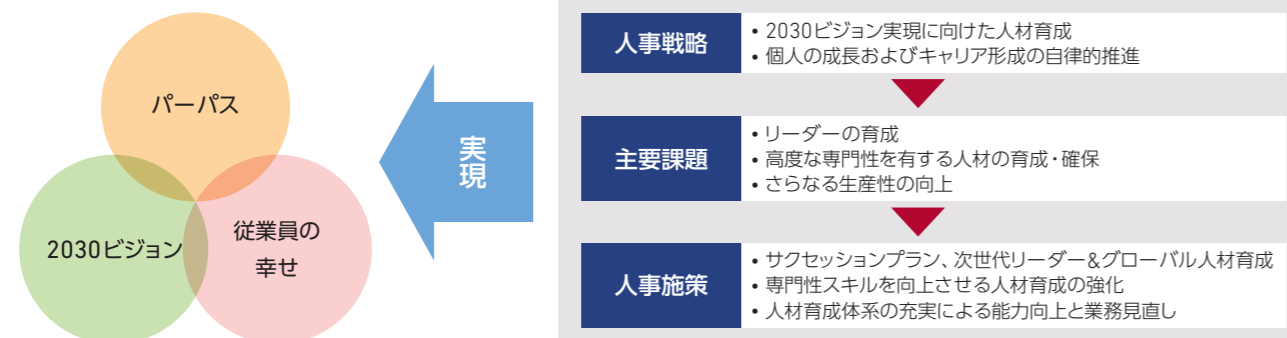 パーパス
2030ビジョン
従業員の
幸せ
実現
人事戦略
• 2030ビジョン実現に向けた人材育成
• 個人の成長およびキャリア形成の自律的推進
主要課題
• リーダーの育成
• 高度な専門性を有する人材の育成・確保
• さらなる生産性の向上
人事施策
• サクセッションプラン、次世代リーダー&グローバル人材育成
• 専門性スキルを向上させる人材育成の強化
• 人材育成体系の充実による能力向上と業務見直し